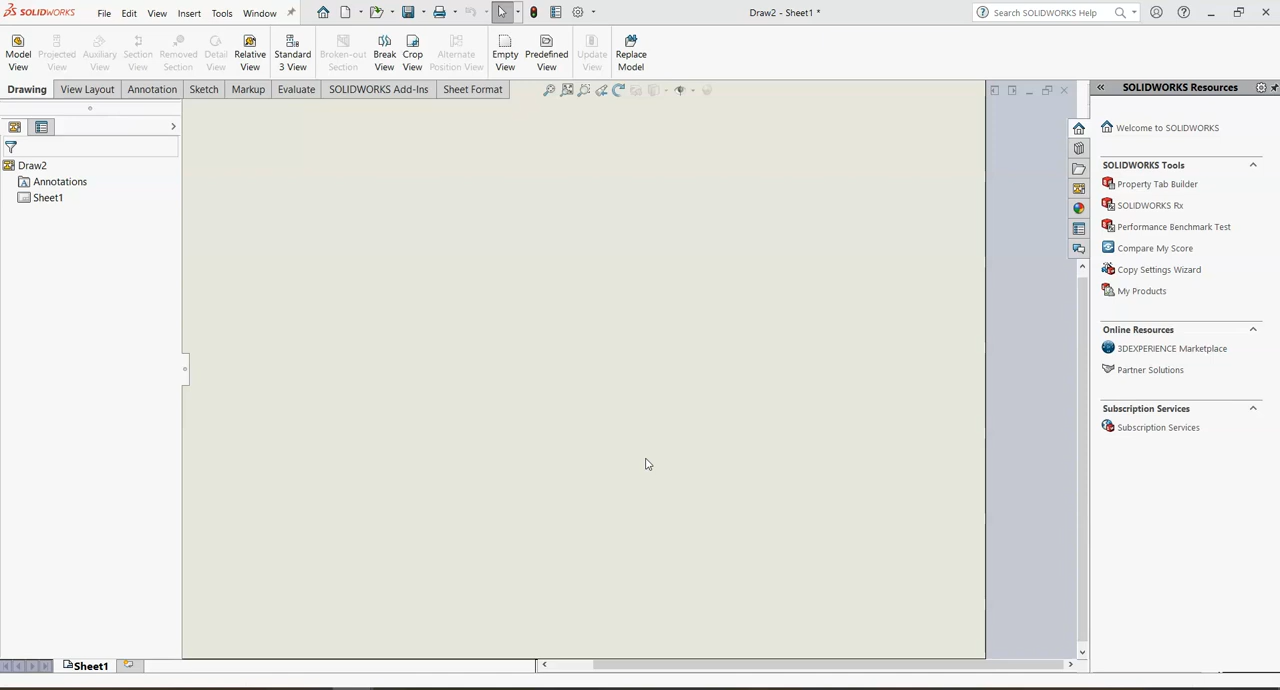 SOLIDWORKS File Edit View Insert Tools Window Draw2 - Sheet1 * Search SOLIDWORKS Help
Model View
Projected View
Auxiliary View
Section View
Removed Section
Detail View
Relative View
Standard 3 View
Broken-out Section
Break View
Crop View
Alternate Position View
Empty View
Predefined View
Update View
Replace Model
Drawing View Layout Annotation Sketch Markup Evaluate SOLIDWORKS Add-Ins Sheet Format
Draw2
Annotations
Sheet1
SOLIDWORKS Resources
Welcome to SOLIDWORKS
SOLIDWORKS Tools
Property Tab Builder
SOLIDWORKS Rx
Performance Benchmark Test
Compare My Score
Copy Settings Wizard
My Products
Online Resources
3DEXPERIENCE Marketplace
Partner Solutions
Subscription Services
Subscription Services
Sheet1